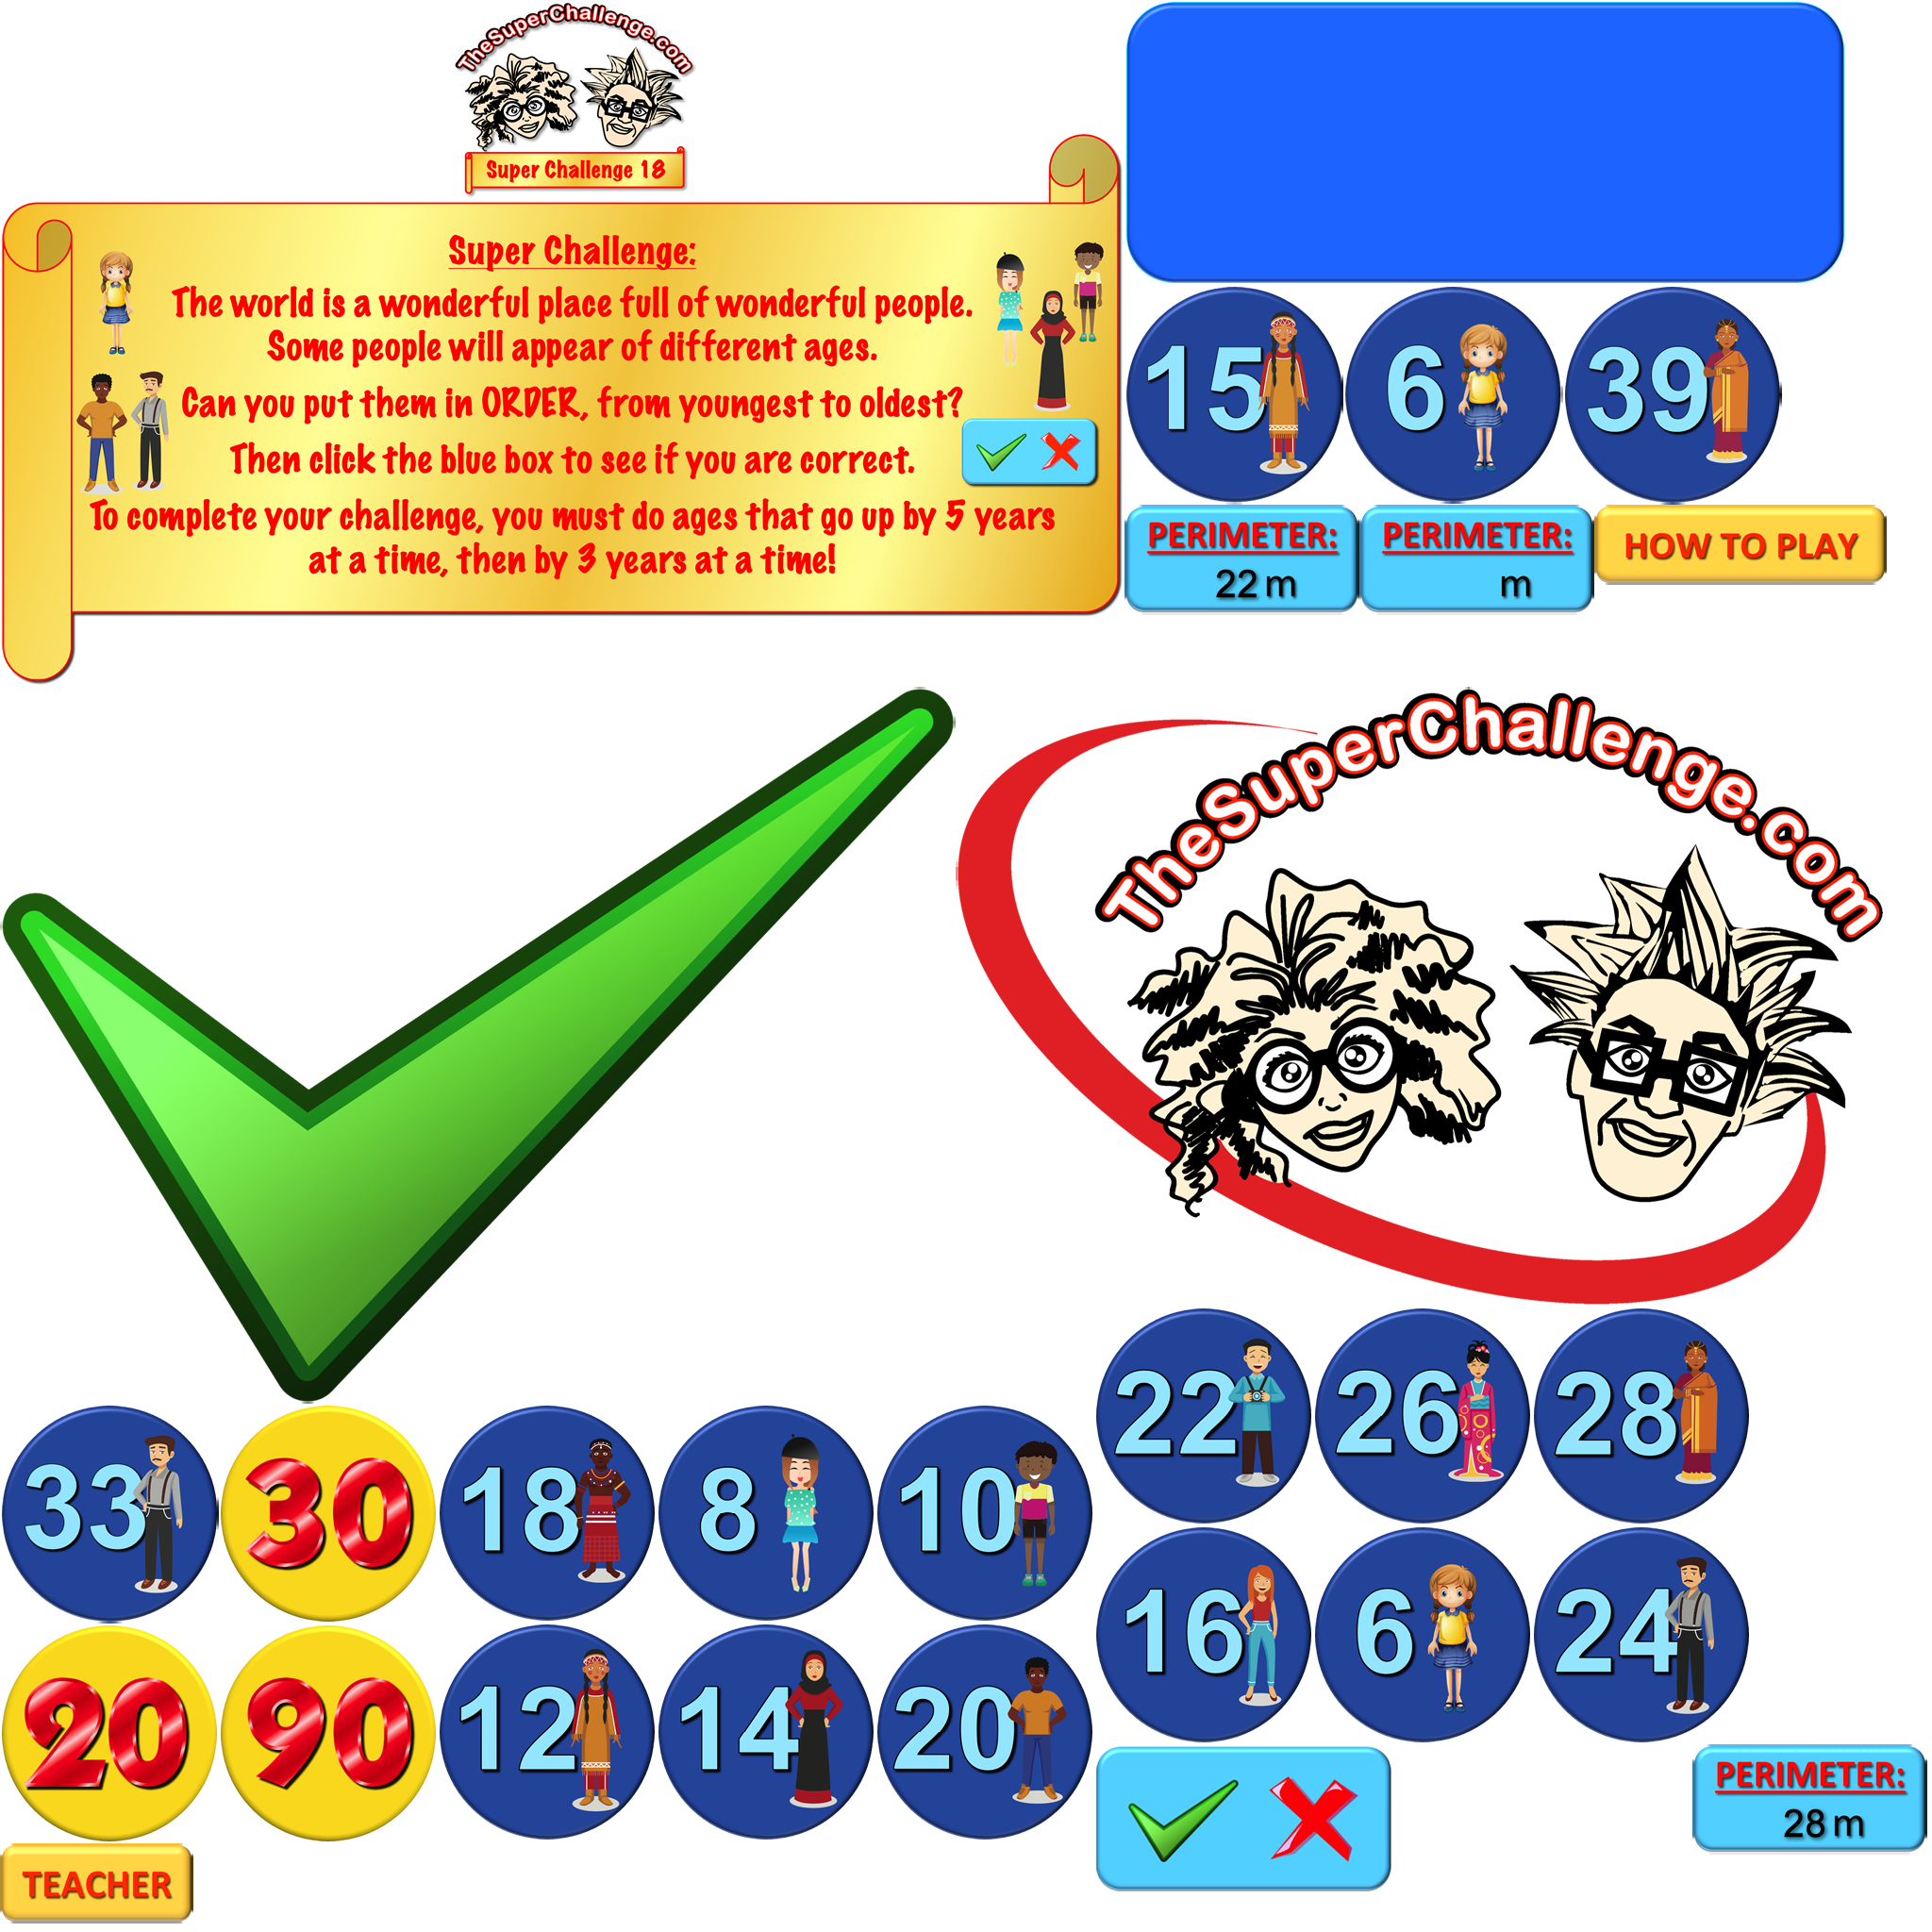 TheSuperChallenge.com
Super Challenge 18
Super Challenge:
The world is a wonderful place full of wonderful people.
Some people will appear of different ages.
Can you put them in ORDER, from youngest to oldest?
Then click the blue box to see if you are correct.
To complete your challenge, you must do ages that go up by 5 years
at a time, then by 3 years at a time!
15 6 39
PERIMETER: PERIMETER: HOW TO PLAY
22 m m
TheSuperChallenge.com
22 26 28
33 30 18 8 10
16 6 24
20 90 12 14 20
PERIMETER:
28 m
TEACHER